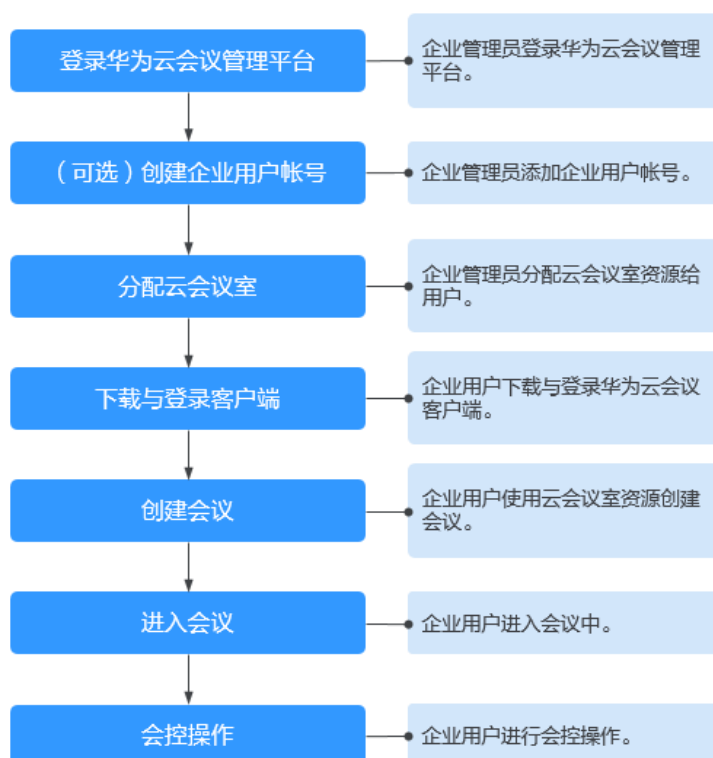 登录华为云会议管理平台
企业管理员登录华为云会议管理
平台。
（可选）创建企业用户帐号
企业管理员添加企业用户帐号。
分配云会议室
企业管理员分配云会议室资源给
用户。
下载与登录客户端
企业用户下载与登录华为云会议
客户端。
创建会议
企业用户使用云会议室资源创建
会议。
进入会议
企业用户进入会议中。
会控操作
企业用户进行会控操作。